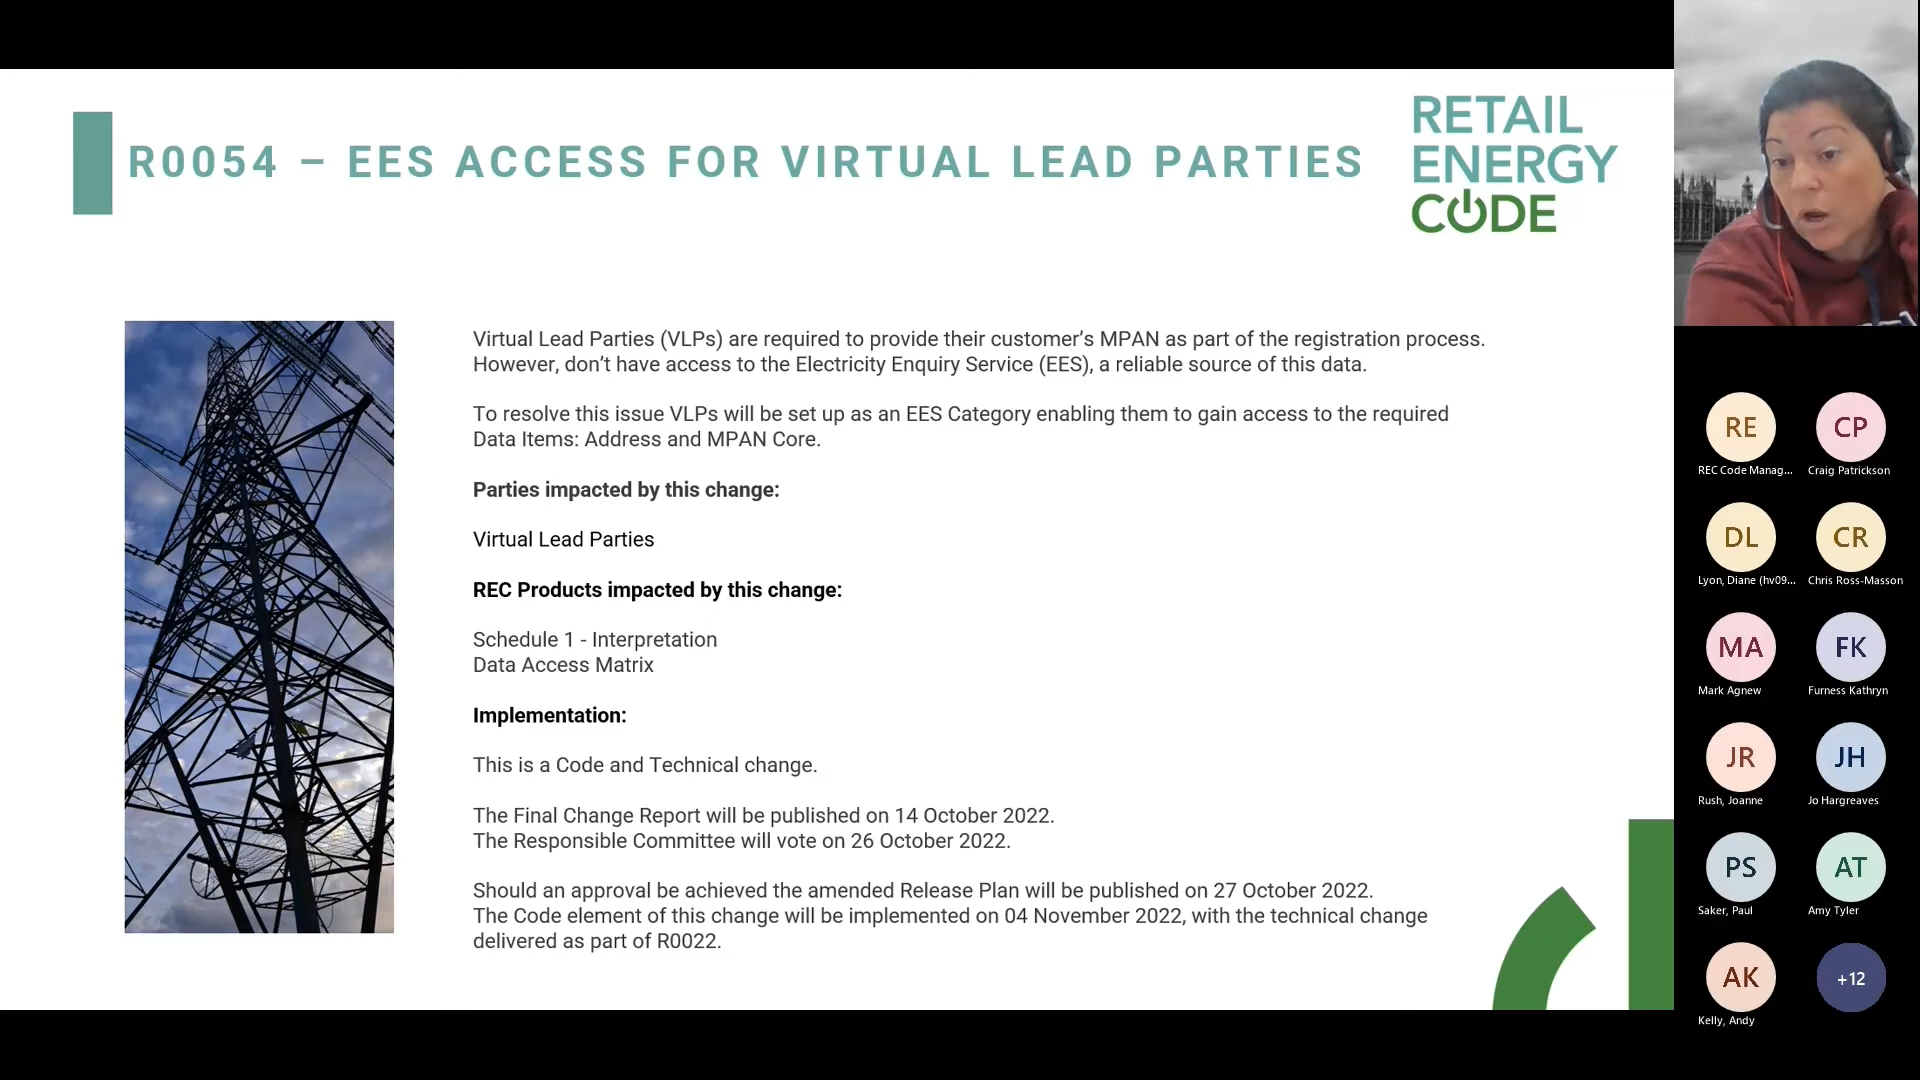 R0054 – EES ACCESS FOR VIRTUAL LEAD PARTIES
RETAIL
ENERGY
CODE
Virtual Lead Parties (VLPs) are required to provide their customer’s MPAN as part of the registration process.
However, don’t have access to the Electricity Enquiry Service (EES), a reliable source of this data.
To resolve this issue VLPs will be set up as an EES Category enabling them to gain access to the required
Data Items: Address and MPAN Core.
Parties impacted by this change:
Virtual Lead Parties
REC Products impacted by this change:
Schedule 1 - Interpretation
Data Access Matrix
Implementation:
This is a Code and Technical change.
The Final Change Report will be published on 14 October 2022.
The Responsible Committee will vote on 26 October 2022.
Should an approval be achieved the amended Release Plan will be published on 27 October 2022.
The Code element of this change will be implemented on 04 November 2022, with the technical change
delivered as part of R0022.
RE
REC Code Manag...
CP
Craig Patrickson
DL
Lyon, Diane (hv09...
CR
Chris Ross-Masson
MA
Mark Agnew
FK
Furness Kathryn
JR
Rush, Joanne
JH
Jo Hargreaves
PS
Saker, Paul
AT
Amy Tyler
AK
Kelly, Andy
+12